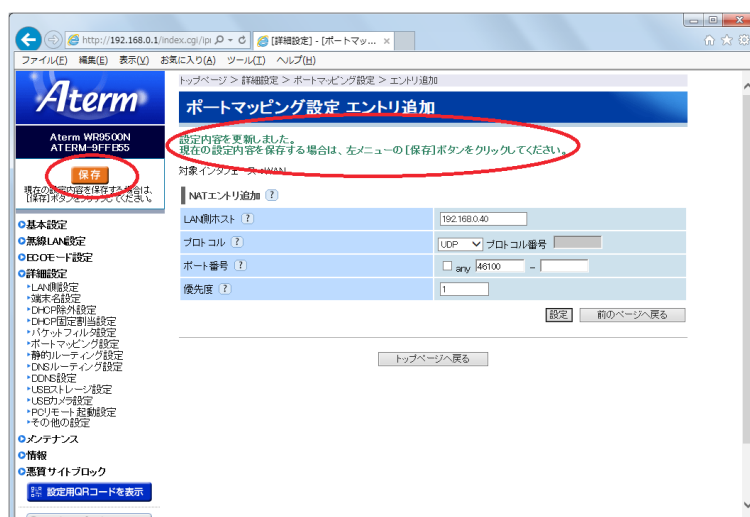 http://192.168.0.1/index.cgi/ipi
[詳細設定] - [ポートマッ...
ファイル(F) 編集(E) 表示(V) お気に入り(A) ツール(T) ヘルプ(H)
Aterm
Aterm WR9500N
ATERM-9FFB55
保存
現在の設定内容を保存する場合は、
[保存]ボタンをクリックしてください。
基本設定
無線LAN設定
ECOモード設定
詳細設定
LAN側設定
端末名設定
DHCP除外設定
DHCP固定割当設定
パケットフィルタ設定
ポートマッピング設定
静的ルーティング設定
DNSルーティング設定
DDNS設定
USBストレージ設定
USBカメラ設定
PCリモート起動設定
その他の設定
メンテナンス
情報
悪質サイトブロック
設定用QRコードを表示
トップページ > 詳細設定 > ポートマッピング設定 > エントリ追加
ポートマッピング設定 エントリ追加
設定内容を更新しました。
現在の設定内容を保存する場合は、左メニューの[保存]ボタンをクリックしてください。
対象インタフェース:WAN
NATエントリ追加 ?
LAN側ホスト ? 192.168.0.40
プロトコル ? UDP プロトコル番号
ポート番号 ? any 46100 -
優先度 ? 1
設定 前のページへ戻る
トップページへ戻る